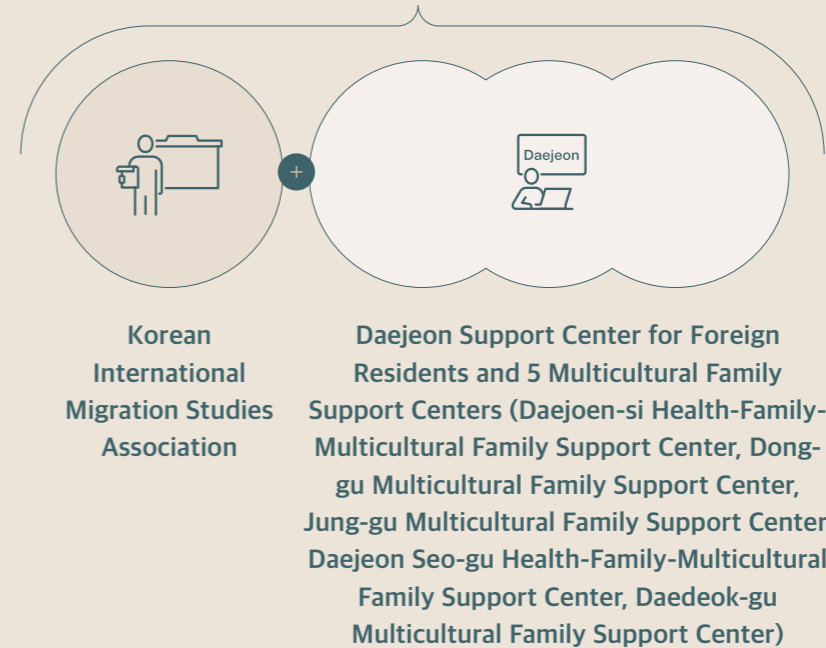 Daejeon
Korean
International
Migration Studies
Association
Daejeon Support Center for Foreign
Residents and 5 Multicultural Family
Support Centers (Daejoen-si Health-Family-
Multicultural Family Support Center, Dong-
gu Multicultural Family Support Center,
Jung-gu Multicultural Family Support Center
Daejeon Seo-gu Health-Family-Multicultural
Family Support Center, Daedeok-gu
Multicultural Family Support Center)